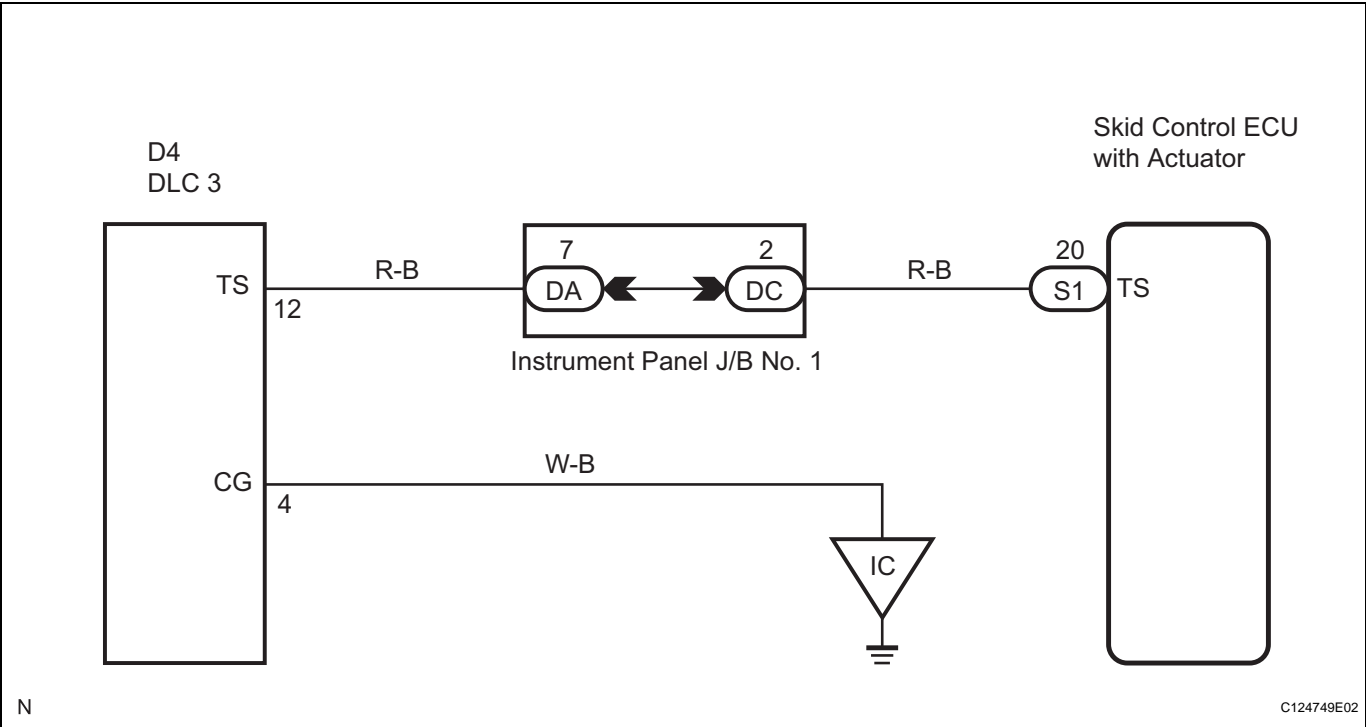 Skid Control ECU
with Actuator
D4
DLC 3
TS
12
R-B
7
DA
2
DC
R-B
20
S1
TS
Instrument Panel J/B No. 1
CG
4
W-B
IC
N
C124749E02